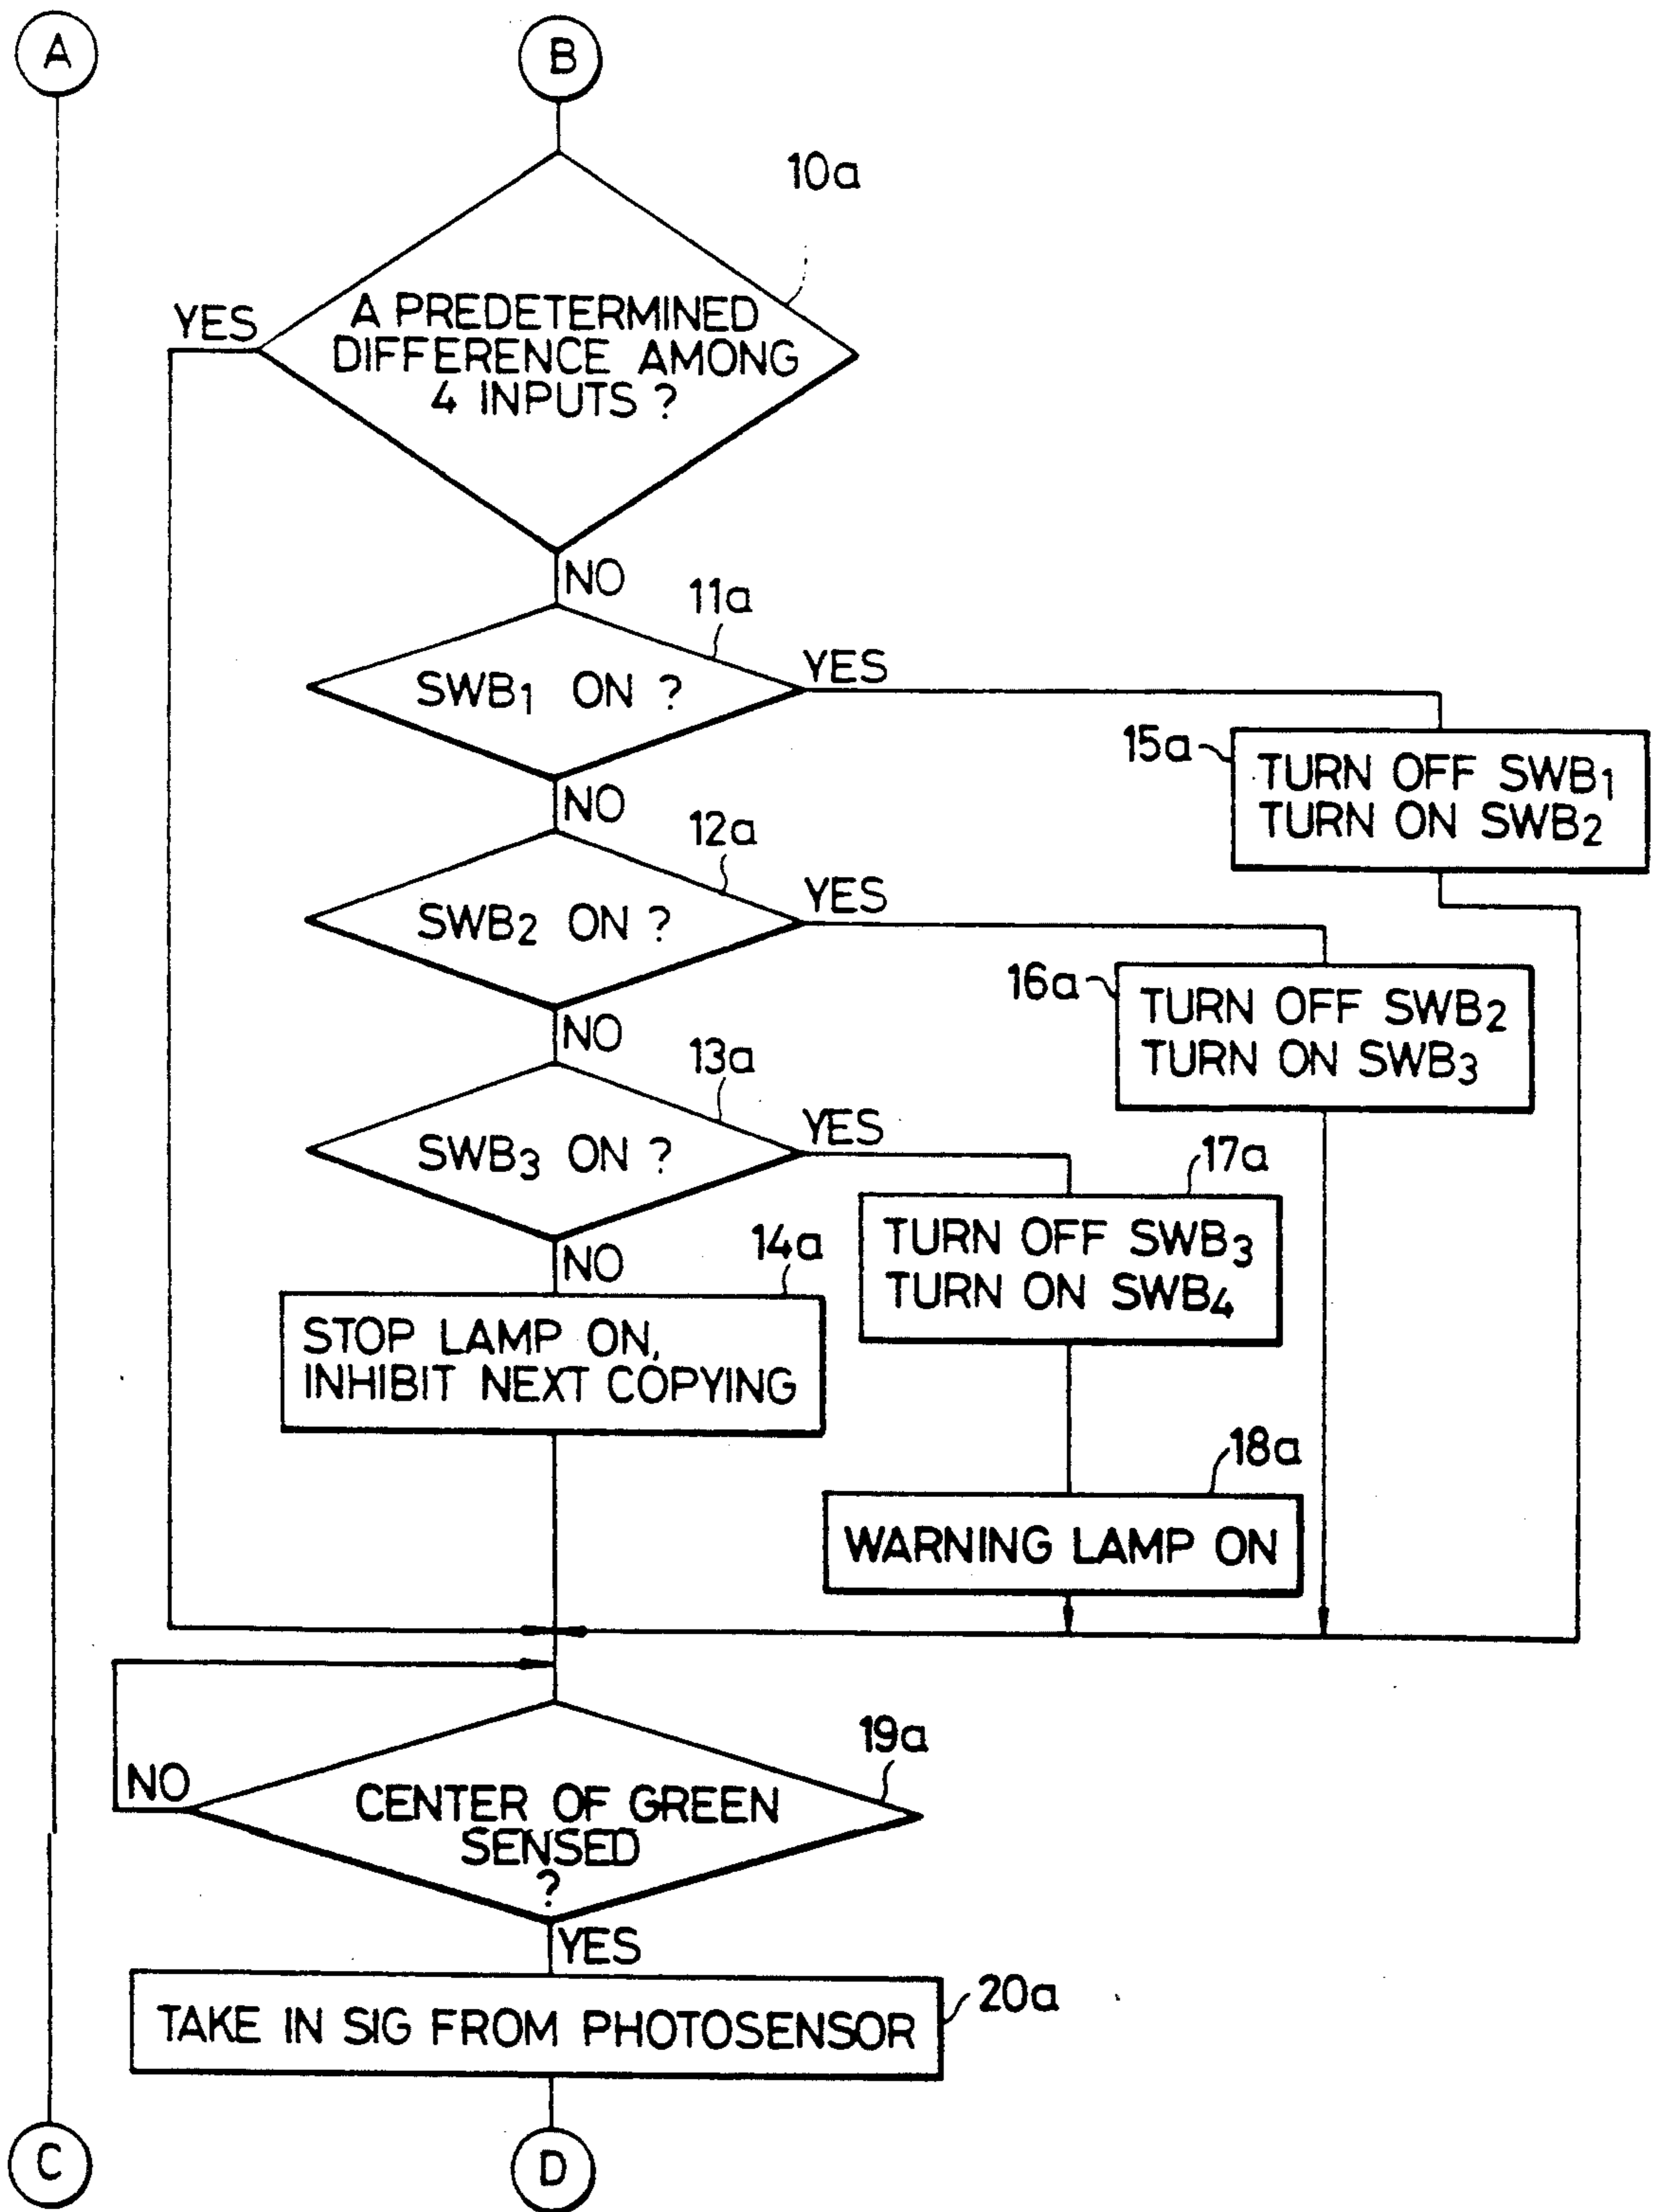 A
B
10a
YES
A PREDETERMINED
DIFFERENCE AMONG
4 INPUTS ?
NO
11a
SWB1 ON ?
YES
15a
TURN OFF SWB1
TURN ON SWB2
NO
12a
SWB2 ON ?
YES
16a
TURN OFF SWB2
TURN ON SWB3
NO
13a
SWB3 ON ?
YES
17a
TURN OFF SWB3
TURN ON SWB4
NO
14a
STOP LAMP ON,
INHIBIT NEXT COPYING
18a
WARNING LAMP ON
19a
NO
CENTER OF GREEN
SENSED
?
YES
TAKE IN SIG FROM PHOTOSENSOR
20a
C
D